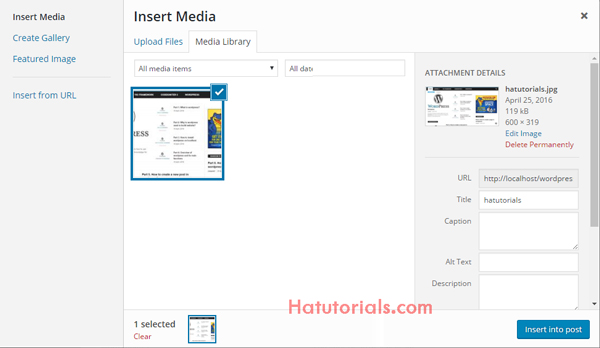 Insert Media
Create Gallery
Featured Image
Insert from URL
Insert Media
Upload Files
Media Library
All media items
All date
ATTACHMENT DETAILS
hatutorials.jpg
April 25, 2016
119 kB
600 × 319
Edit Image
Delete Permanently
URL
http://localhost/wordpres
Title
hatutorials
Caption
Alt Text
Description
Hatutorials.com
1 selected
Clear
Insert into post